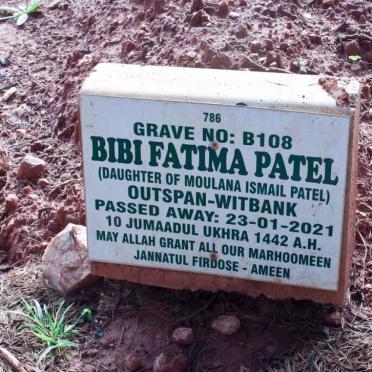 786
GRAVE NO: B108
BIBI FATIMA PATEL
(DAUGHTER OF MOULANA ISMAIL PATEL)
OUTSPAN-WITBANK
PASSED AWAY: 23-01-2021
10 JUMAADUL UKHRA 1442 A.H.
MAY ALLAH GRANT ALL OUR MARHOOMEEN
JANNATUL FIRDOSE - AMEEN